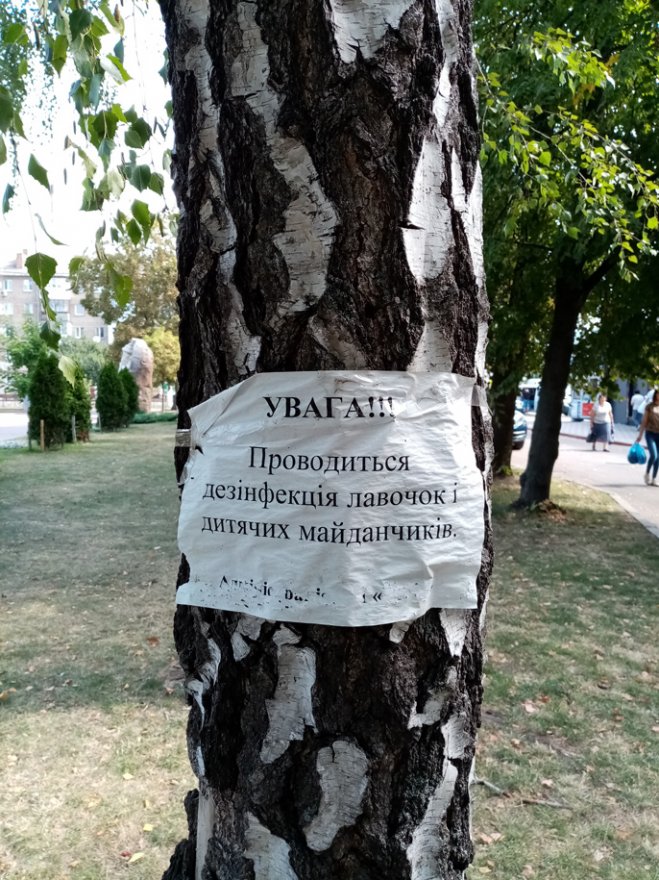 УВАГА!!!
Проводиться
дезінфекція лавочок і
дитячих майданчиків.